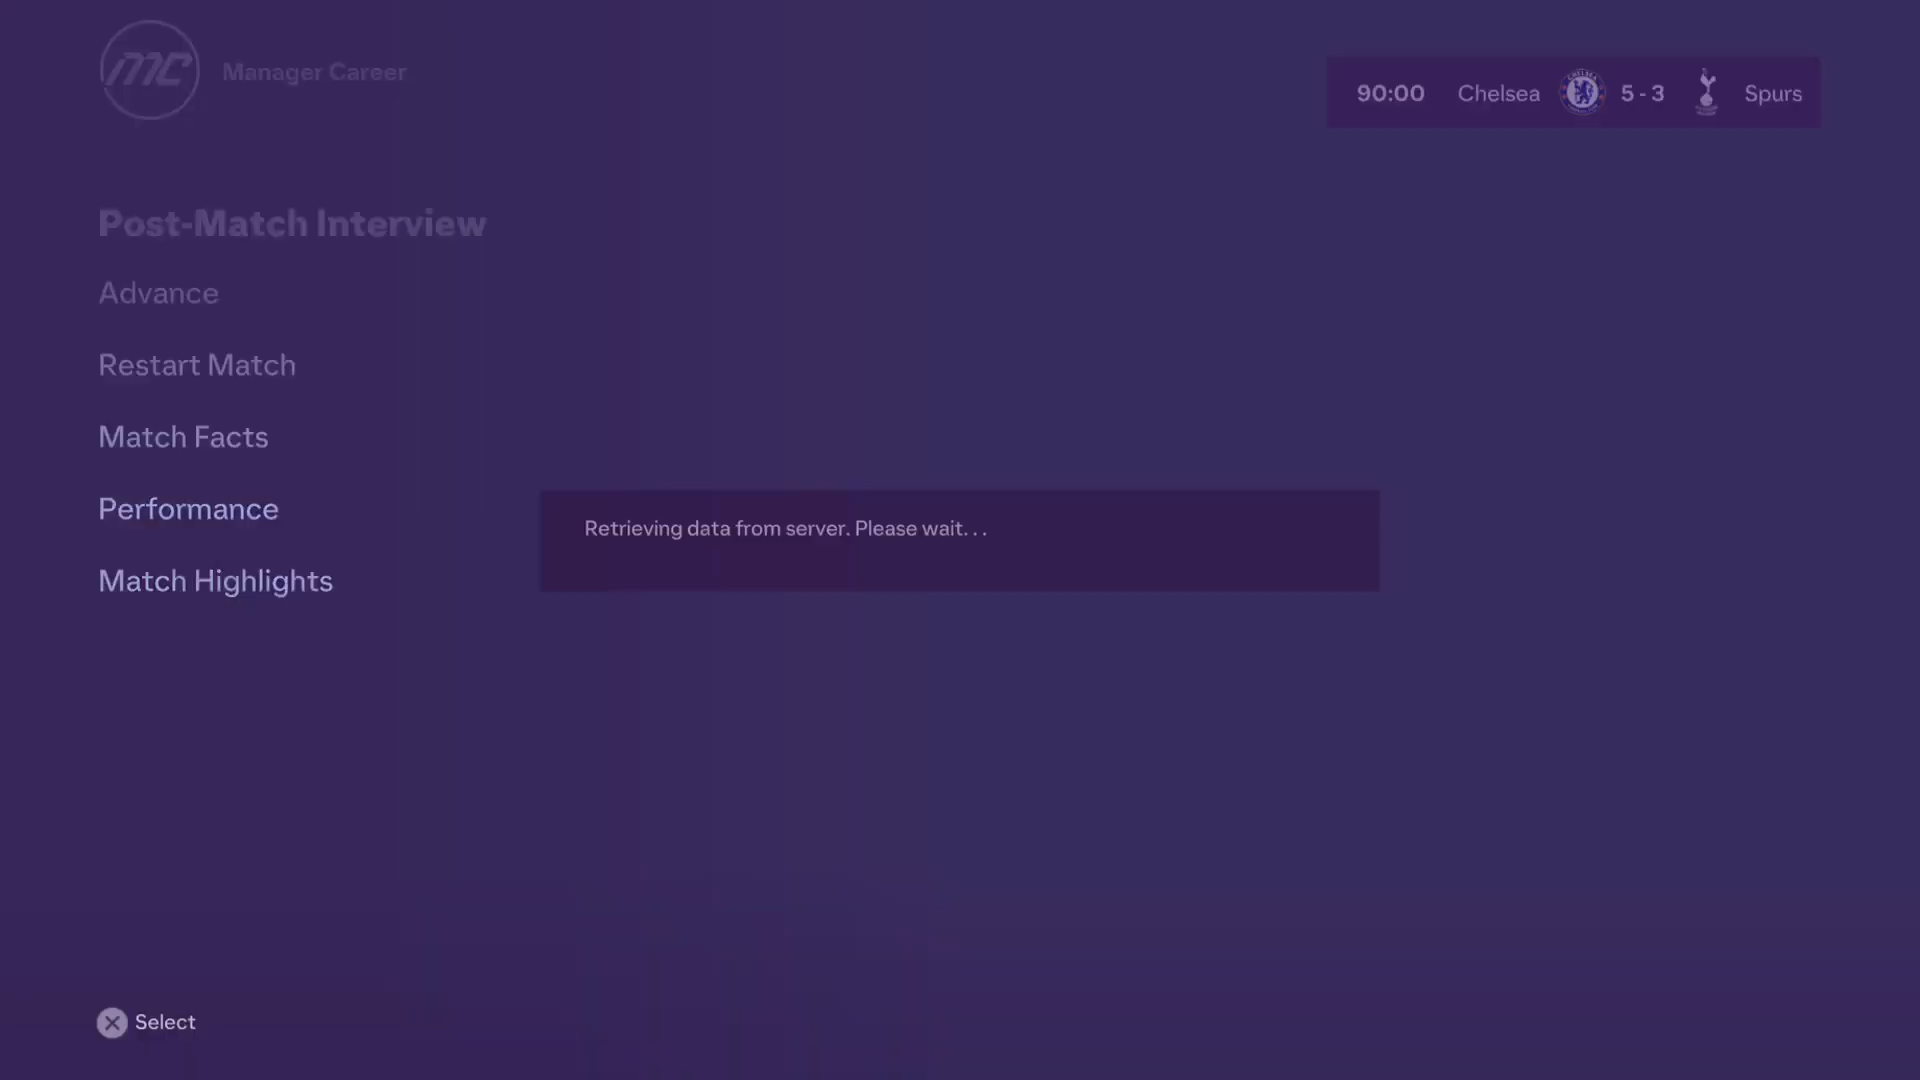 MC
Manager Career
90:00 Chelsea 5 - 3 Spurs
Post-Match Interview
Advance
Restart Match
Match Facts
Performance
Match Highlights
Retrieving data from server. Please wait. . .
Select